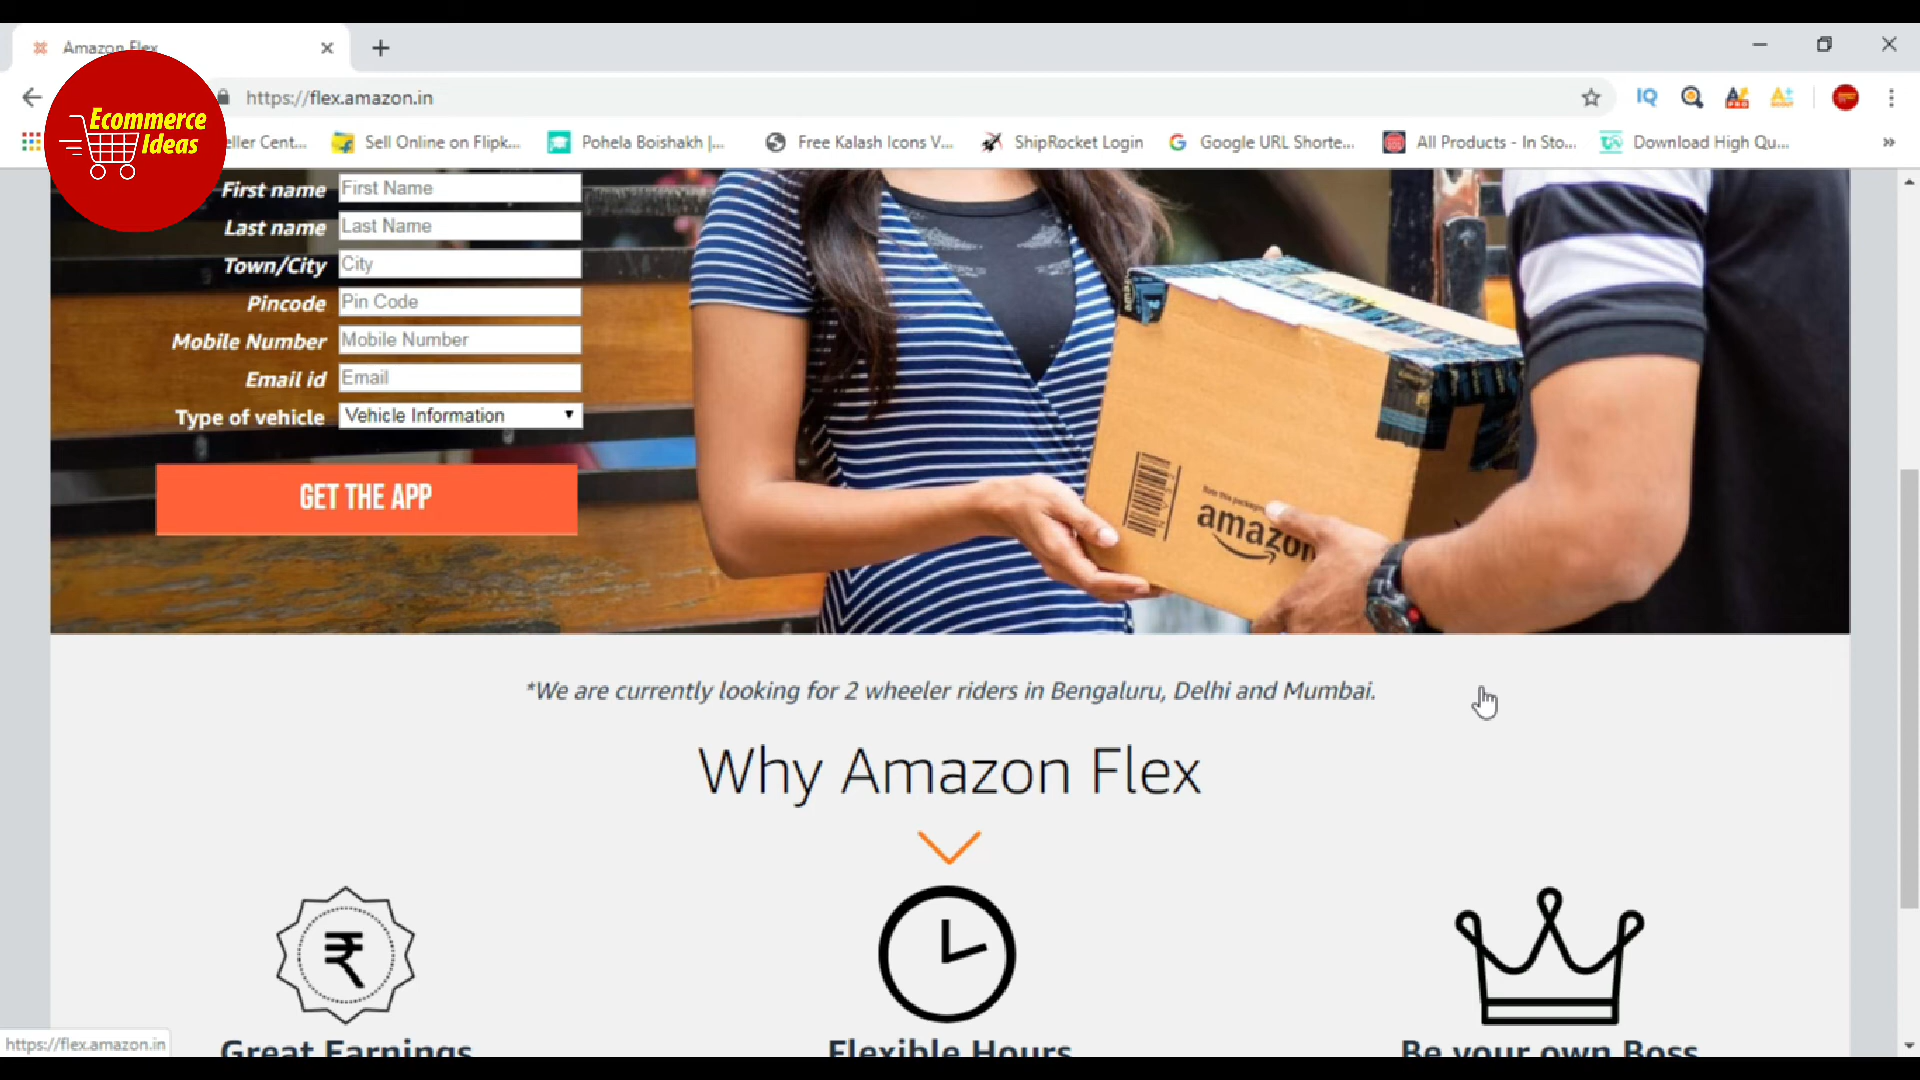 Amazon Flex
https://flex.amazon.in
Ecommerce
Ideas
eller Cent...
Sell Online on Flipk...
Pohela Boishakh |...
Free Kalash Icons V...
ShipRocket Login
Google URL Shorte...
All Products - In Sto...
Download High Qu...
»
IQ
First name
First Name
Last name
Last Name
Town/City
City
Pincode
Pin Code
Mobile Number
Mobile Number
Email id
Email
Type of vehicle
Vehicle Information
GET THE APP
amazon
*We are currently looking for 2 wheeler riders in Bengaluru, Delhi and Mumbai.
Why Amazon Flex
₹
Great Earnings
Flexible Hours
Be your own Boss
https://flex.amazon.in